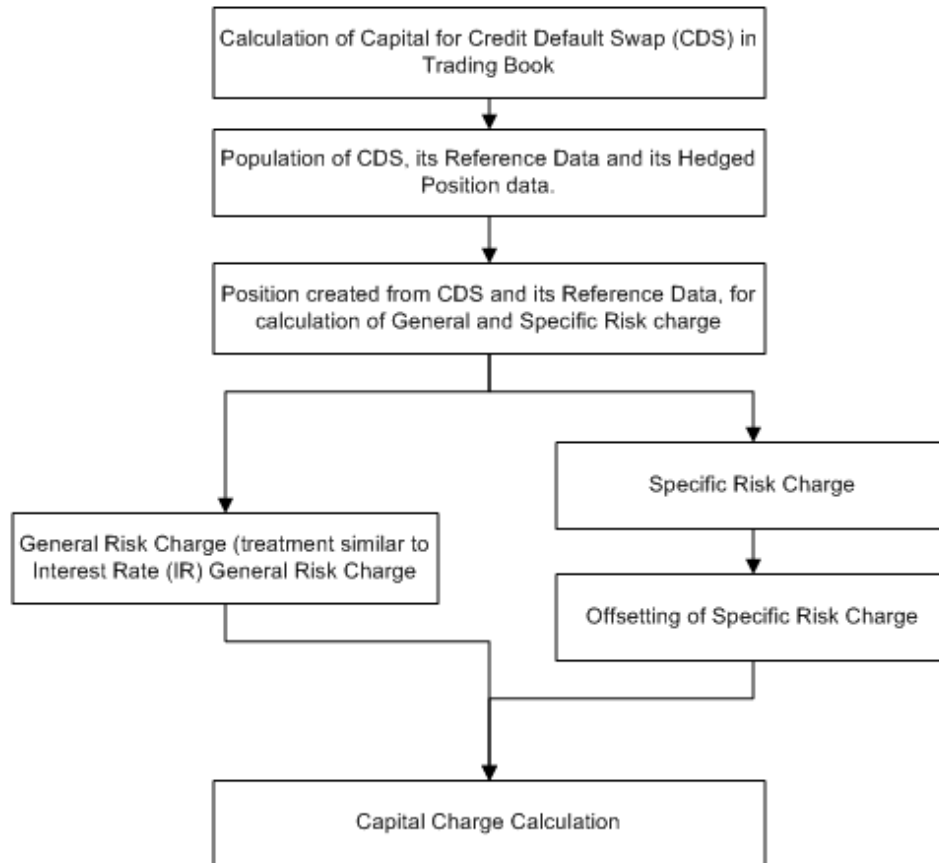 Calculation of Capital for Credit Default Swap (CDS) in
Trading Book
Population of CDS, its Reference Data and its Hedged
Position data.
Position created from CDS and its Reference Data, for
calculation of General and Specific Risk charge
Specific Risk Charge
General Risk Charge (treatment similar to
Interest Rate (IR) General Risk Charge
Offsetting of Specific Risk Charge
Capital Charge Calculation